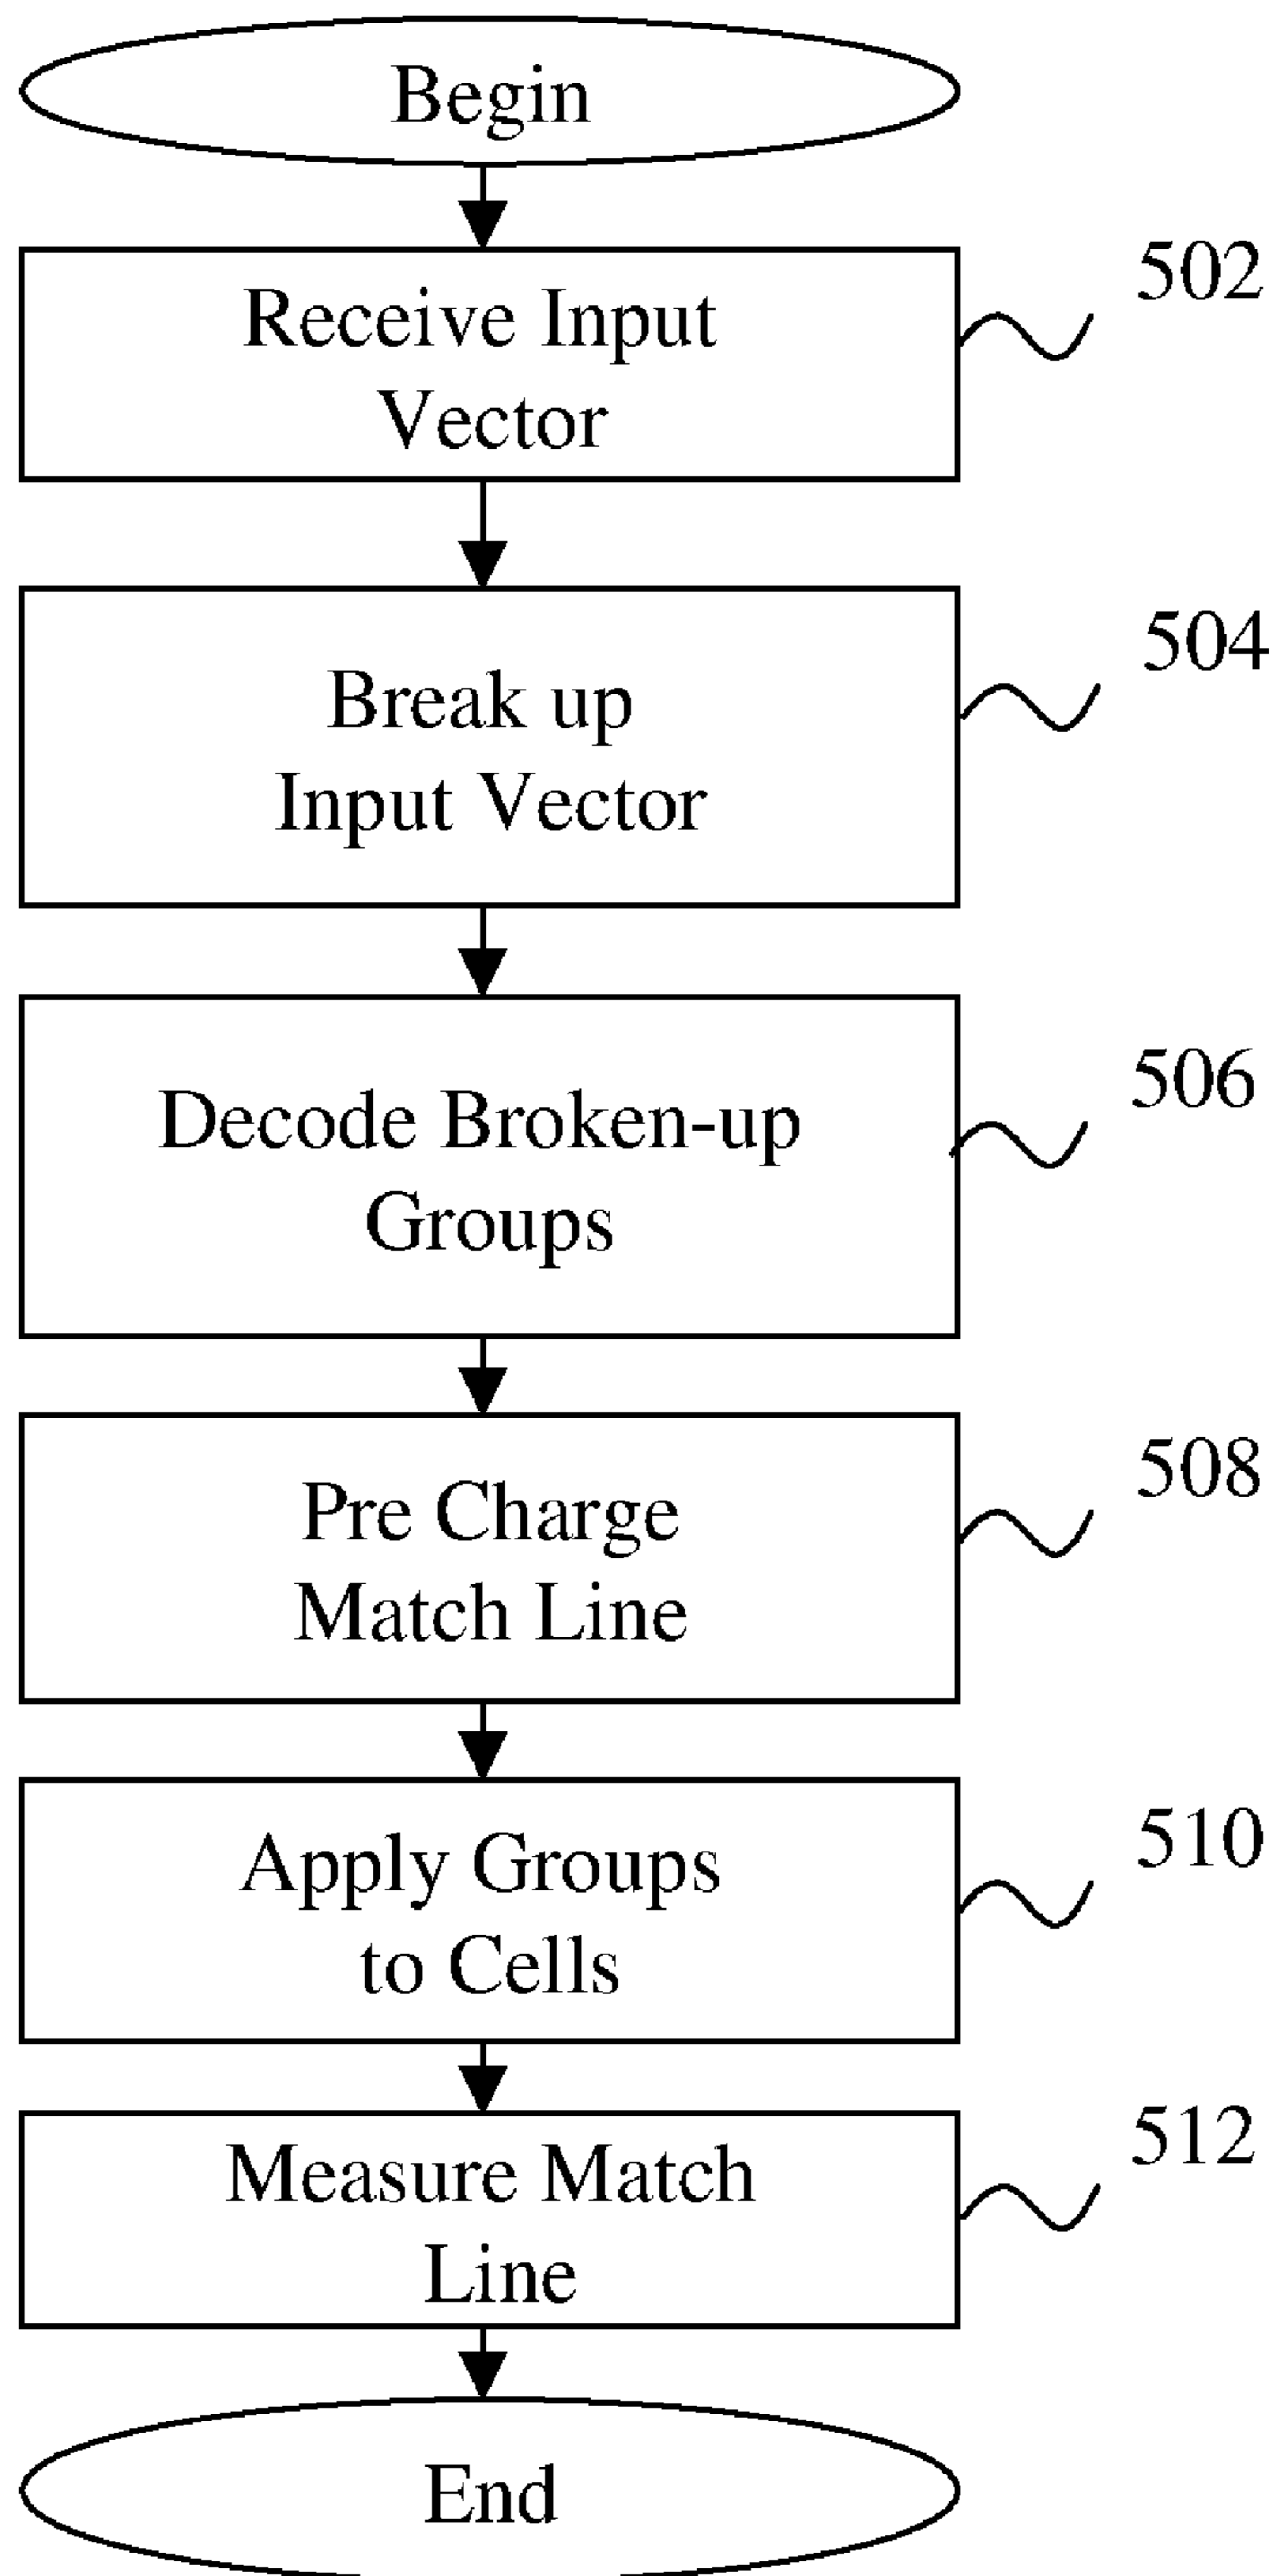 Begin
502
Receive Input
Vector
504
Break up
Input Vector
506
Decode Broken-up
Groups
508
Pre Charge
Match Line
510
Apply Groups
to Cells
512
Measure Match
Line
End